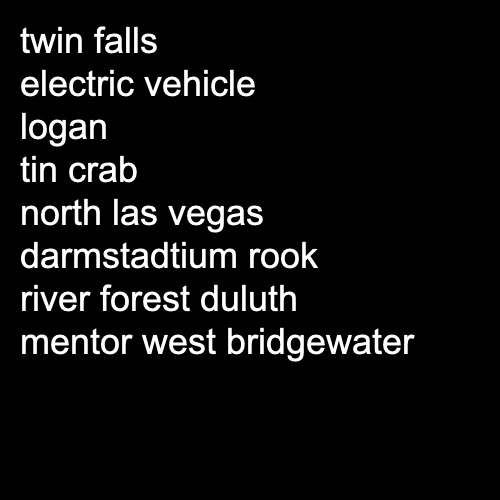 twin falls
electric vehicle
logan
tin crab
north las vegas
darmstadtium rook
river forest duluth
mentor west bridgewater